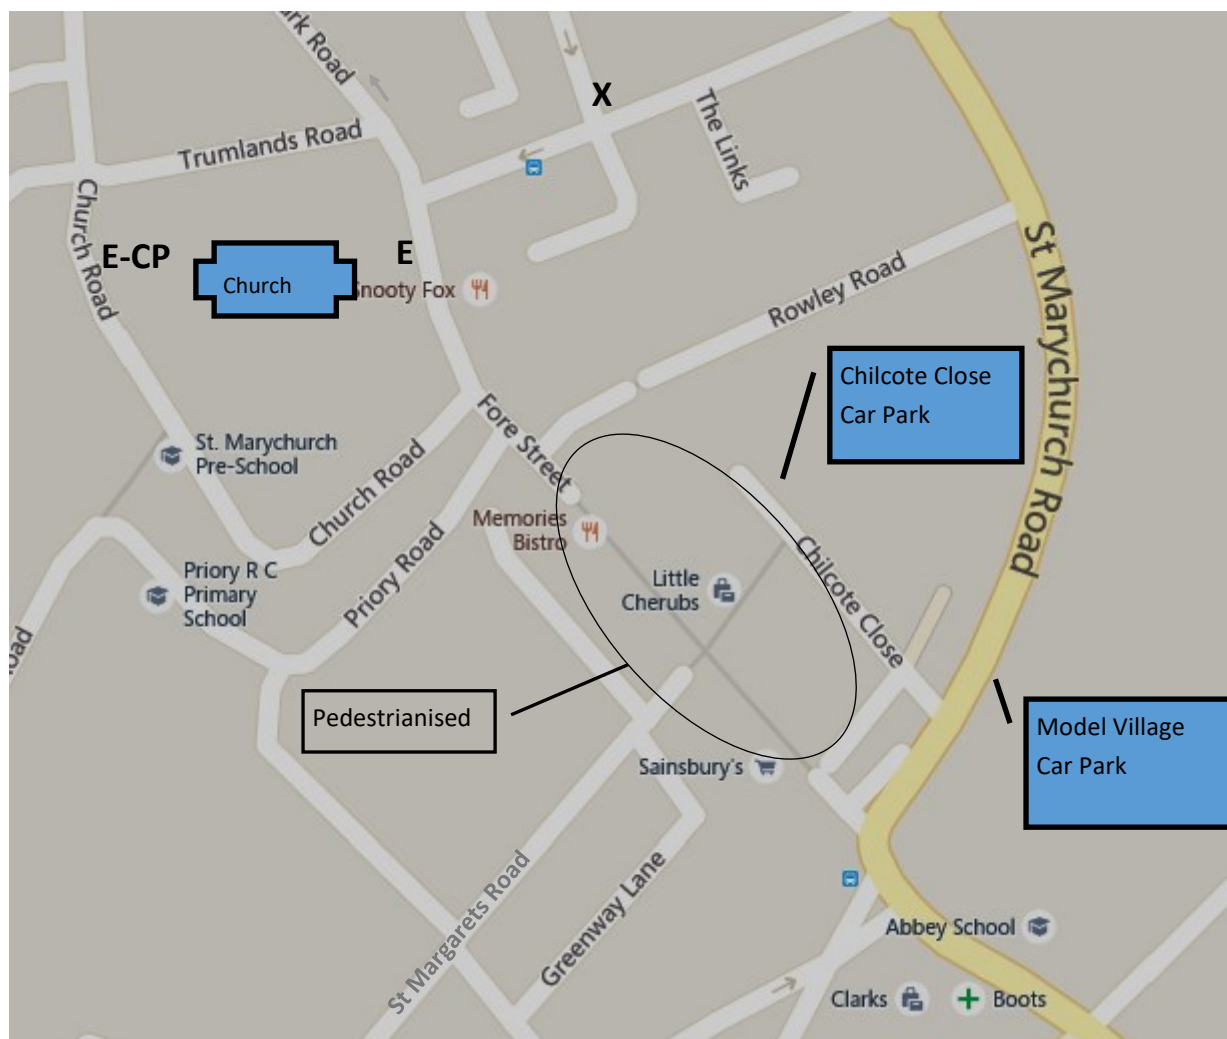 ark Road
X
The Links
Trumlands Road
Church Road
E-CP
Church
E
Snooty Fox
St Marychurch Road
Rowley Road
Chilcote Close
Car Park
Fore Street
St. Marychurch
Pre-School
Church Road
Memories
Bistro
Priory Road
Chilcote Close
Little
Cherubs
Priory R C
Primary
School
oad
Pedestrianised
Model Village
Car Park
Sainsbury's
St Margarets Road
Greenway Lane
Abbey School
Clarks
Boots